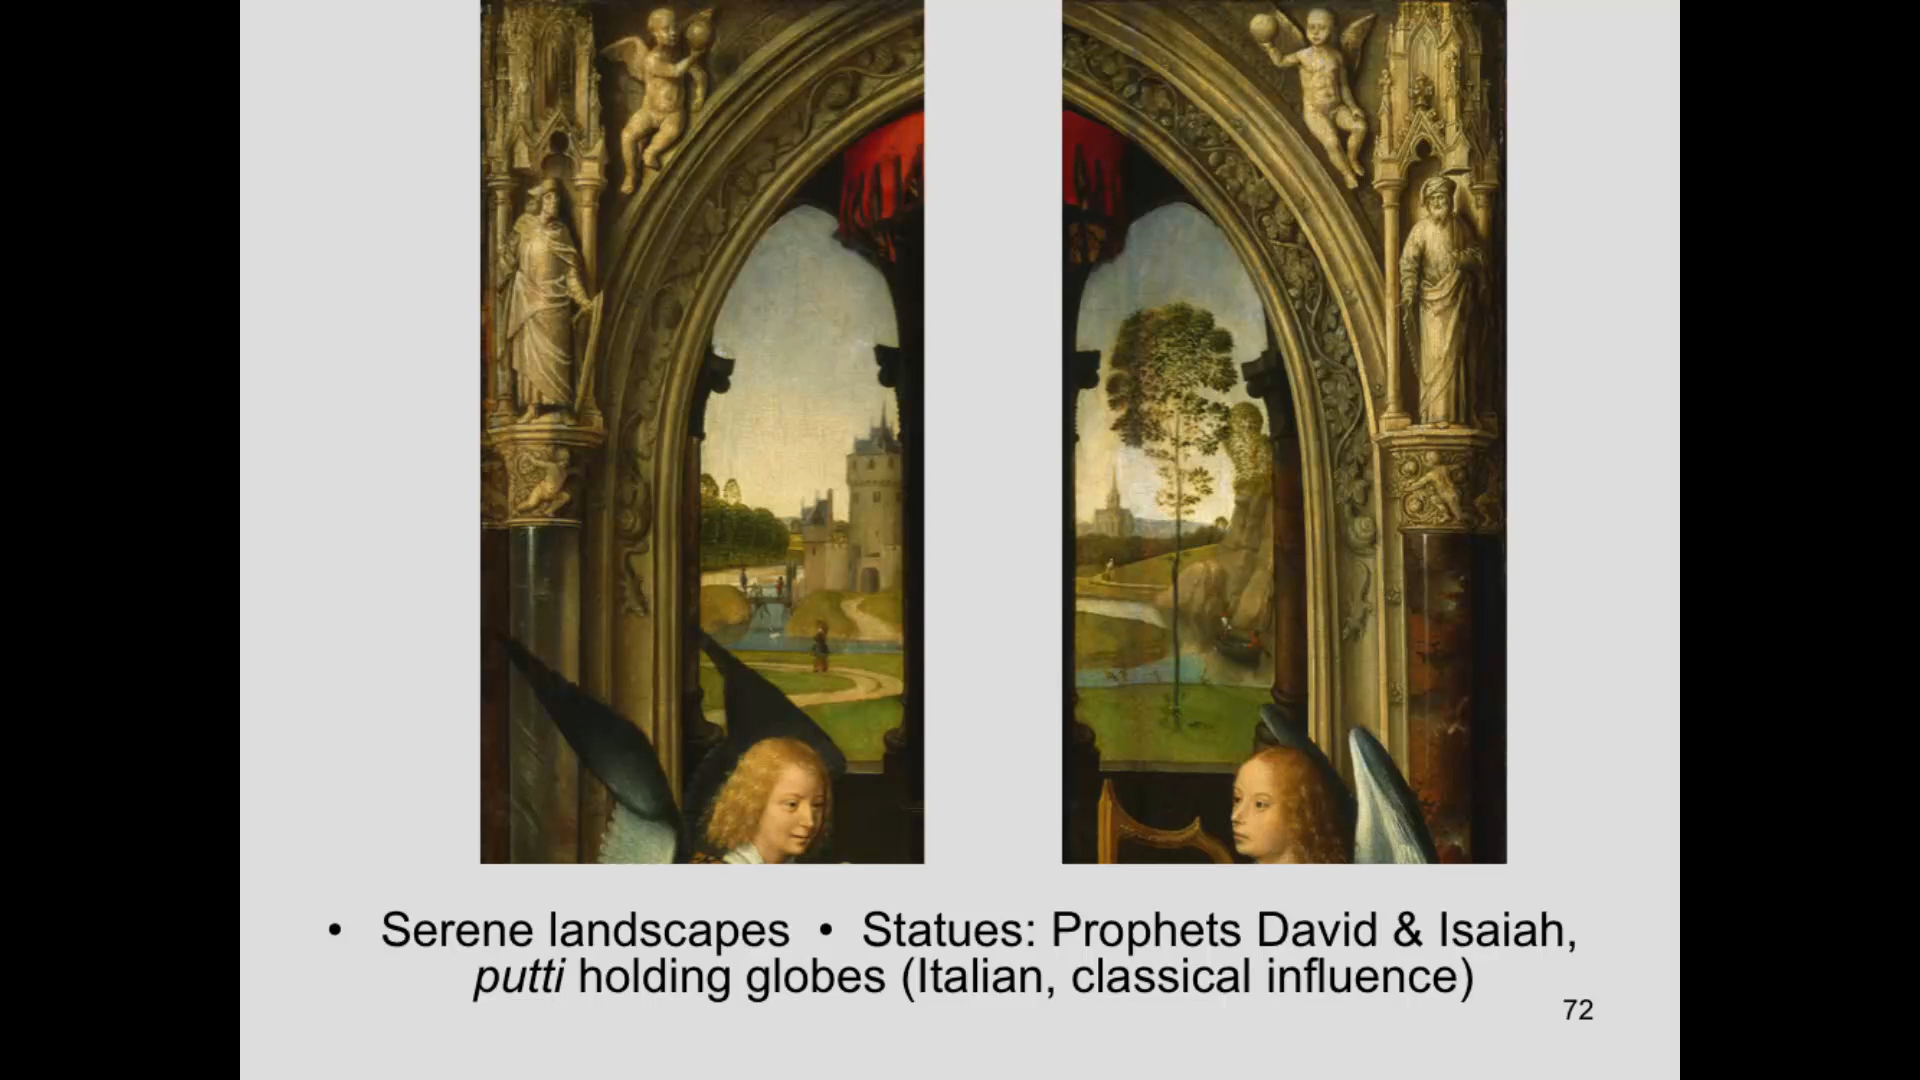 • Serene landscapes • Statues: Prophets David & Isaiah,
putti holding globes (Italian, classical influence)
72